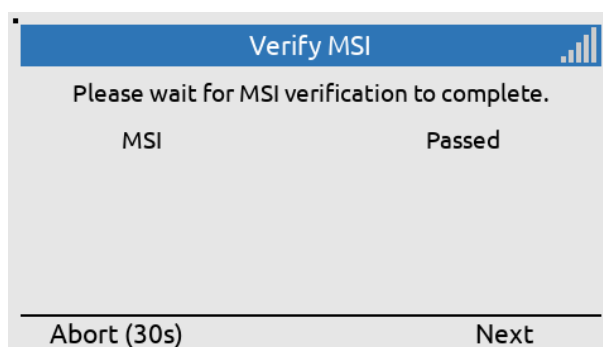 Verify MSI
Please wait for MSI verification to complete.
MSI Passed
Abort (30s) Next